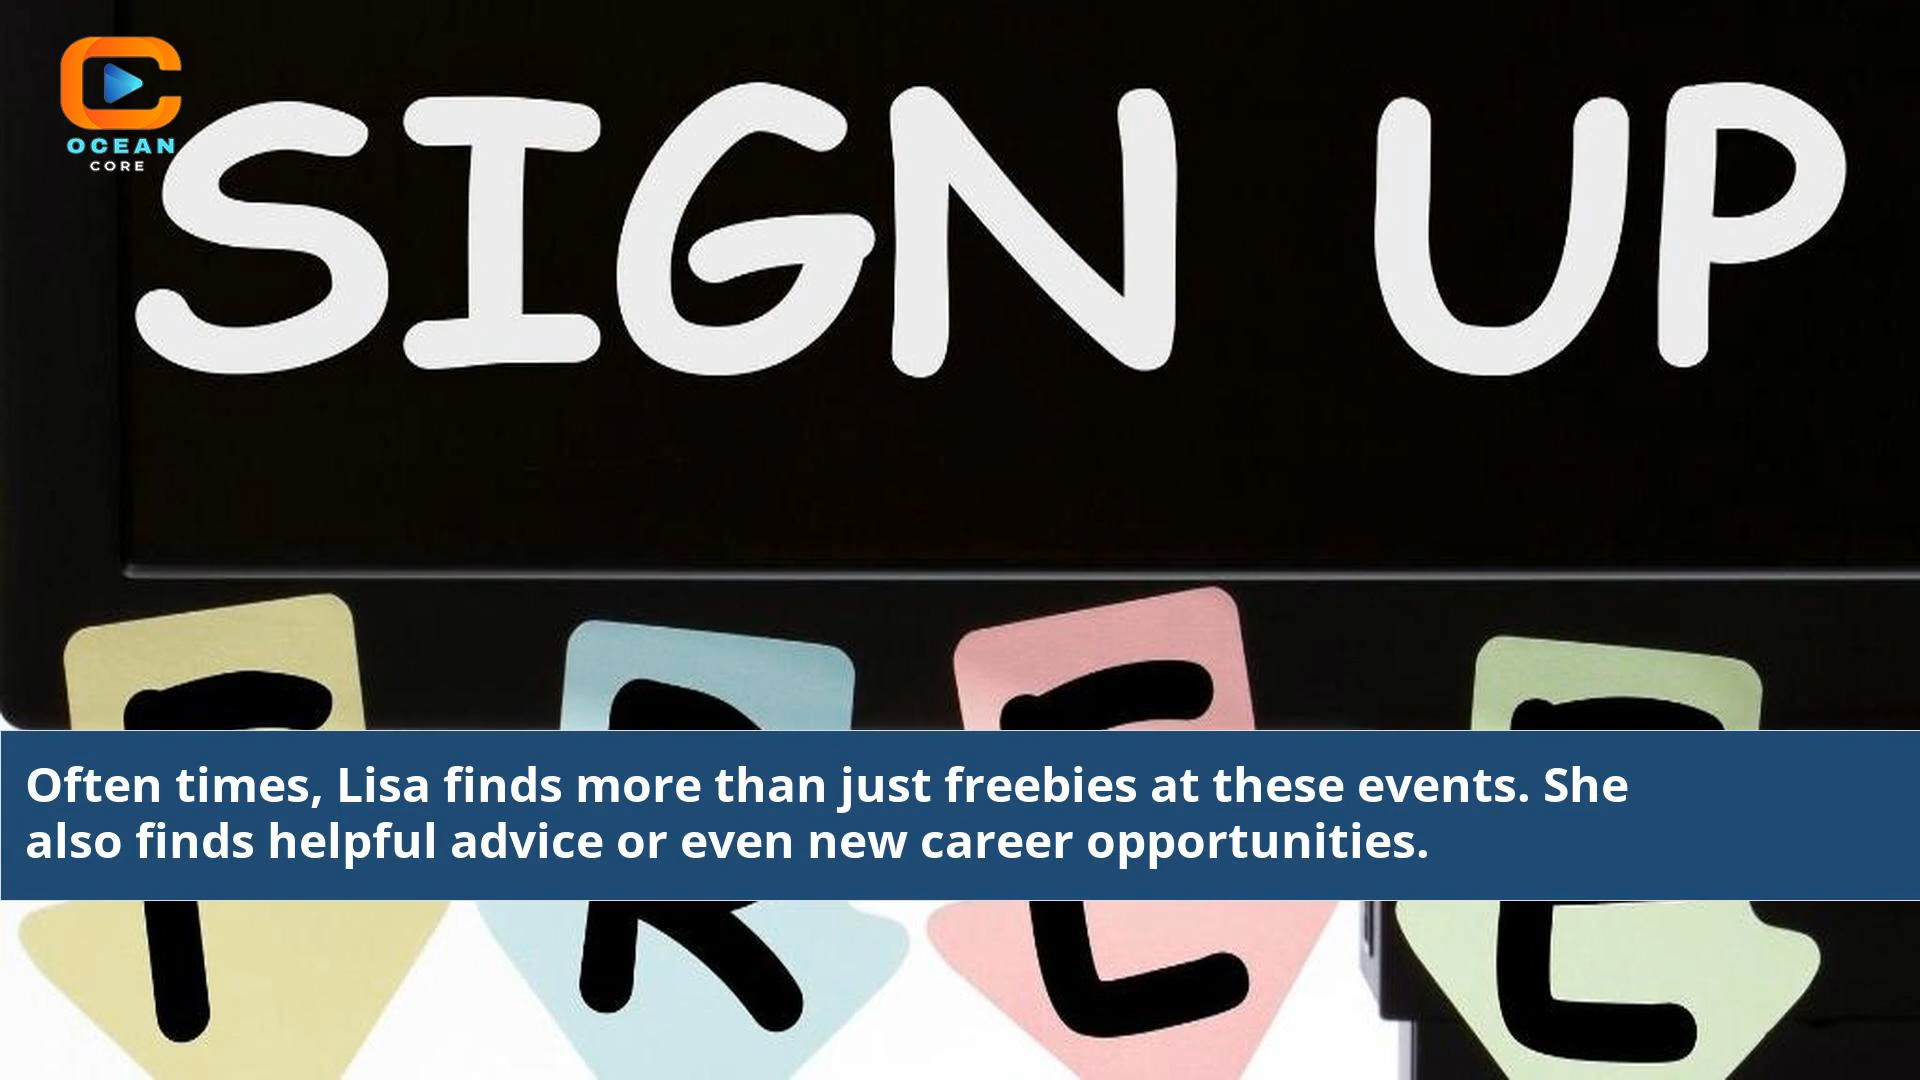 OCEAN
CORE
SIGN UP
FREE
Often times, Lisa finds more than just freebies at these events. She
also finds helpful advice or even new career opportunities.